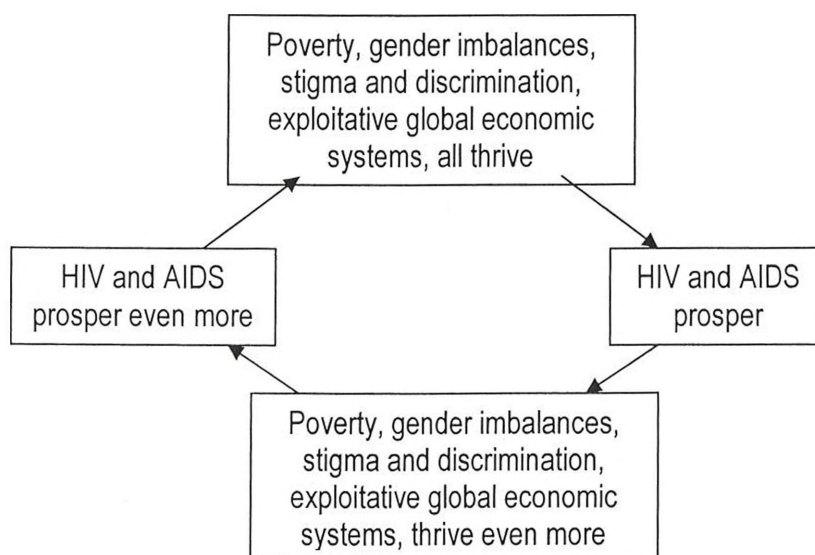 Poverty, gender imbalances,
stigma and discrimination,
exploitative global economic
systems, all thrive
HIV and AIDS
prosper even more
HIV and AIDS
prosper
Poverty, gender imbalances,
stigma and discrimination,
exploitative global economic
systems, thrive even more